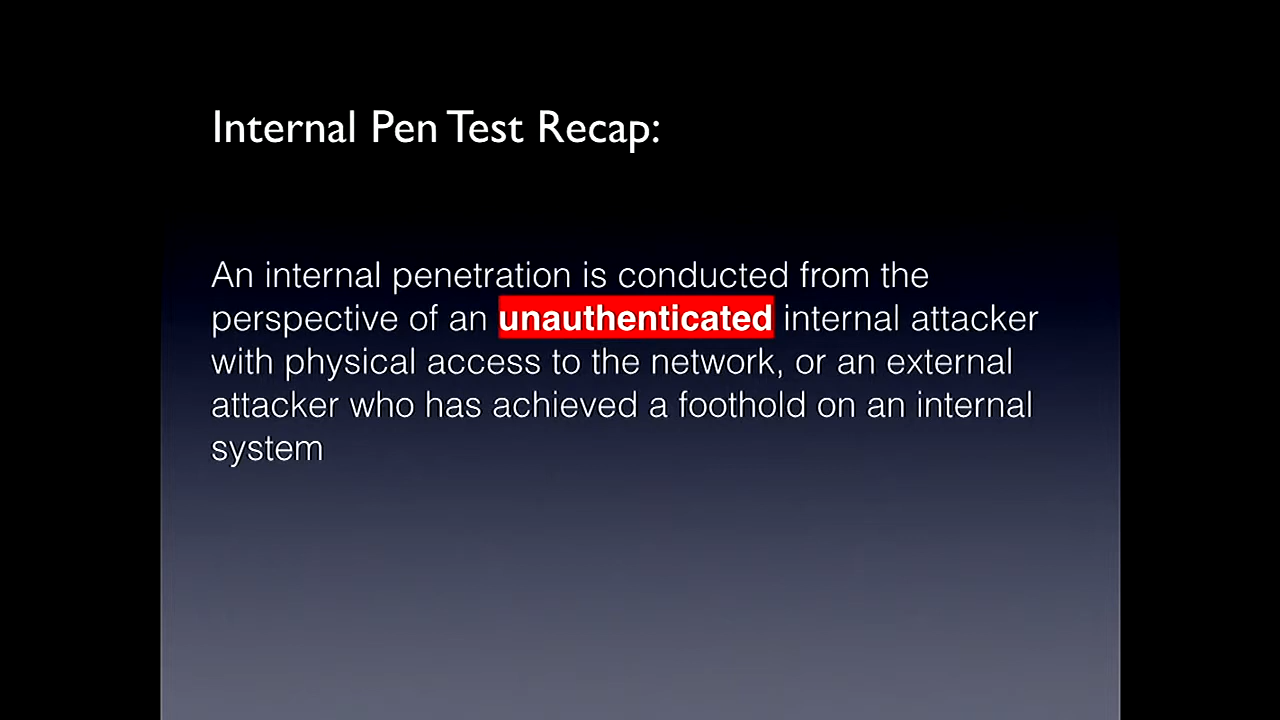 Internal Pen Test Recap:
An internal penetration is conducted from the
perspective of an unauthenticated internal attacker
with physical access to the network, or an external
attacker who has achieved a foothold on an internal
system